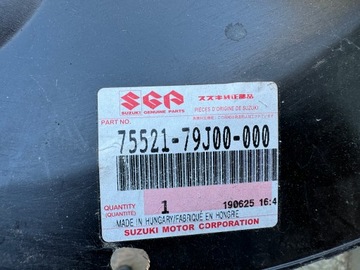 SGP スズキ純正部品
SUZUKI GENUINE PARTS PIECES D'ORIGINE DE SUZUKI
PART NO.
75521-79J00-000
QUANTITY 1 190625 16:4
(QUANTITÉ)
MADE IN HUNGARY/FABRIQUÉ EN HONGRIE
SUZUKI MOTOR CORPORATION